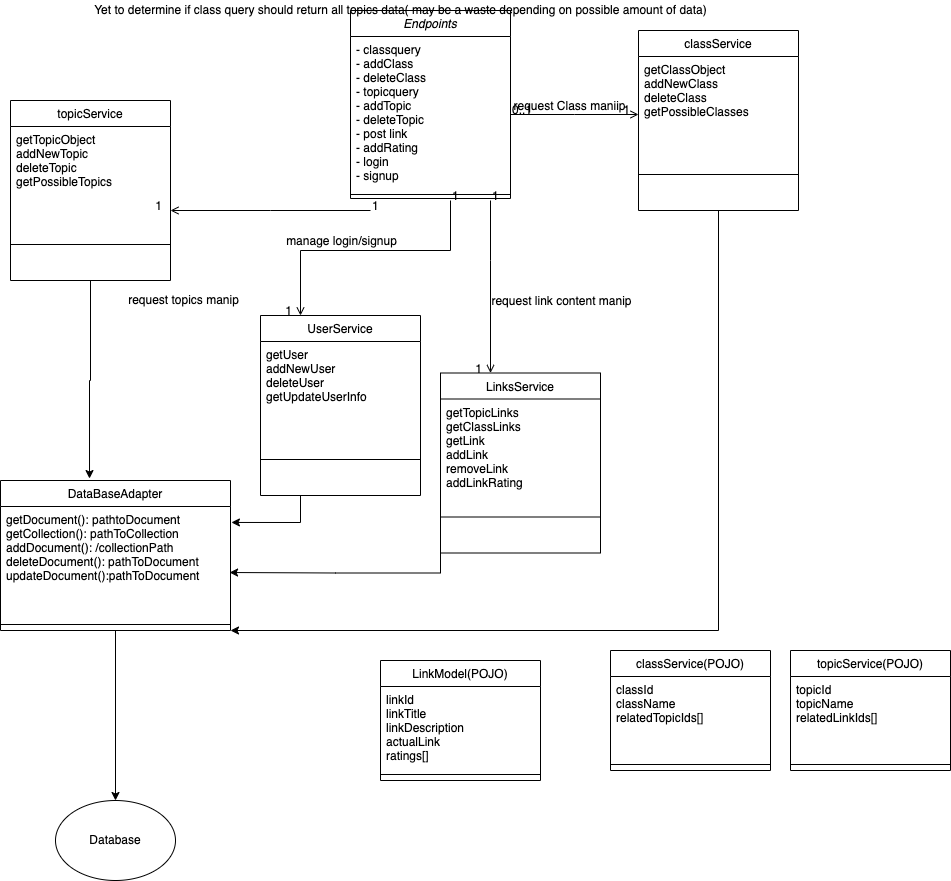 Yet to determine if class query should return all topics data( may be a waste depending on possible amount of data)
Endpoints
- classquery
- addClass
- deleteClass
- topicquery
- addTopic
- deleteTopic
- post link
- addRating
- login
- signup
classService
getClassObject
addNewClass
deleteClass
getPossibleClasses
request Class maniip
0..1
1
topicService
getTopicObject
addNewTopic
deleteTopic
getPossibleTopics
1
1
1
1
manage login/signup
request topics manip
request link content manip
1
UserService
getUser
addNewUser
deleteUser
getUpdateUserInfo
1
LinksService
getTopicLinks
getClassLinks
getLink
addLink
removeLink
addLinkRating
DataBaseAdapter
getDocument(): pathtoDocument
getCollection(): pathToCollection
addDocument(): /collectionPath
deleteDocument(): pathToDocument
updateDocument():pathToDocument
LinkModel(POJO)
linkId
linkTitle
linkDescription
actualLink
ratings[]
classService(POJO)
classId
className
relatedTopicIds[]
topicService(POJO)
topicId
topicName
relatedLinkIds[]
Database